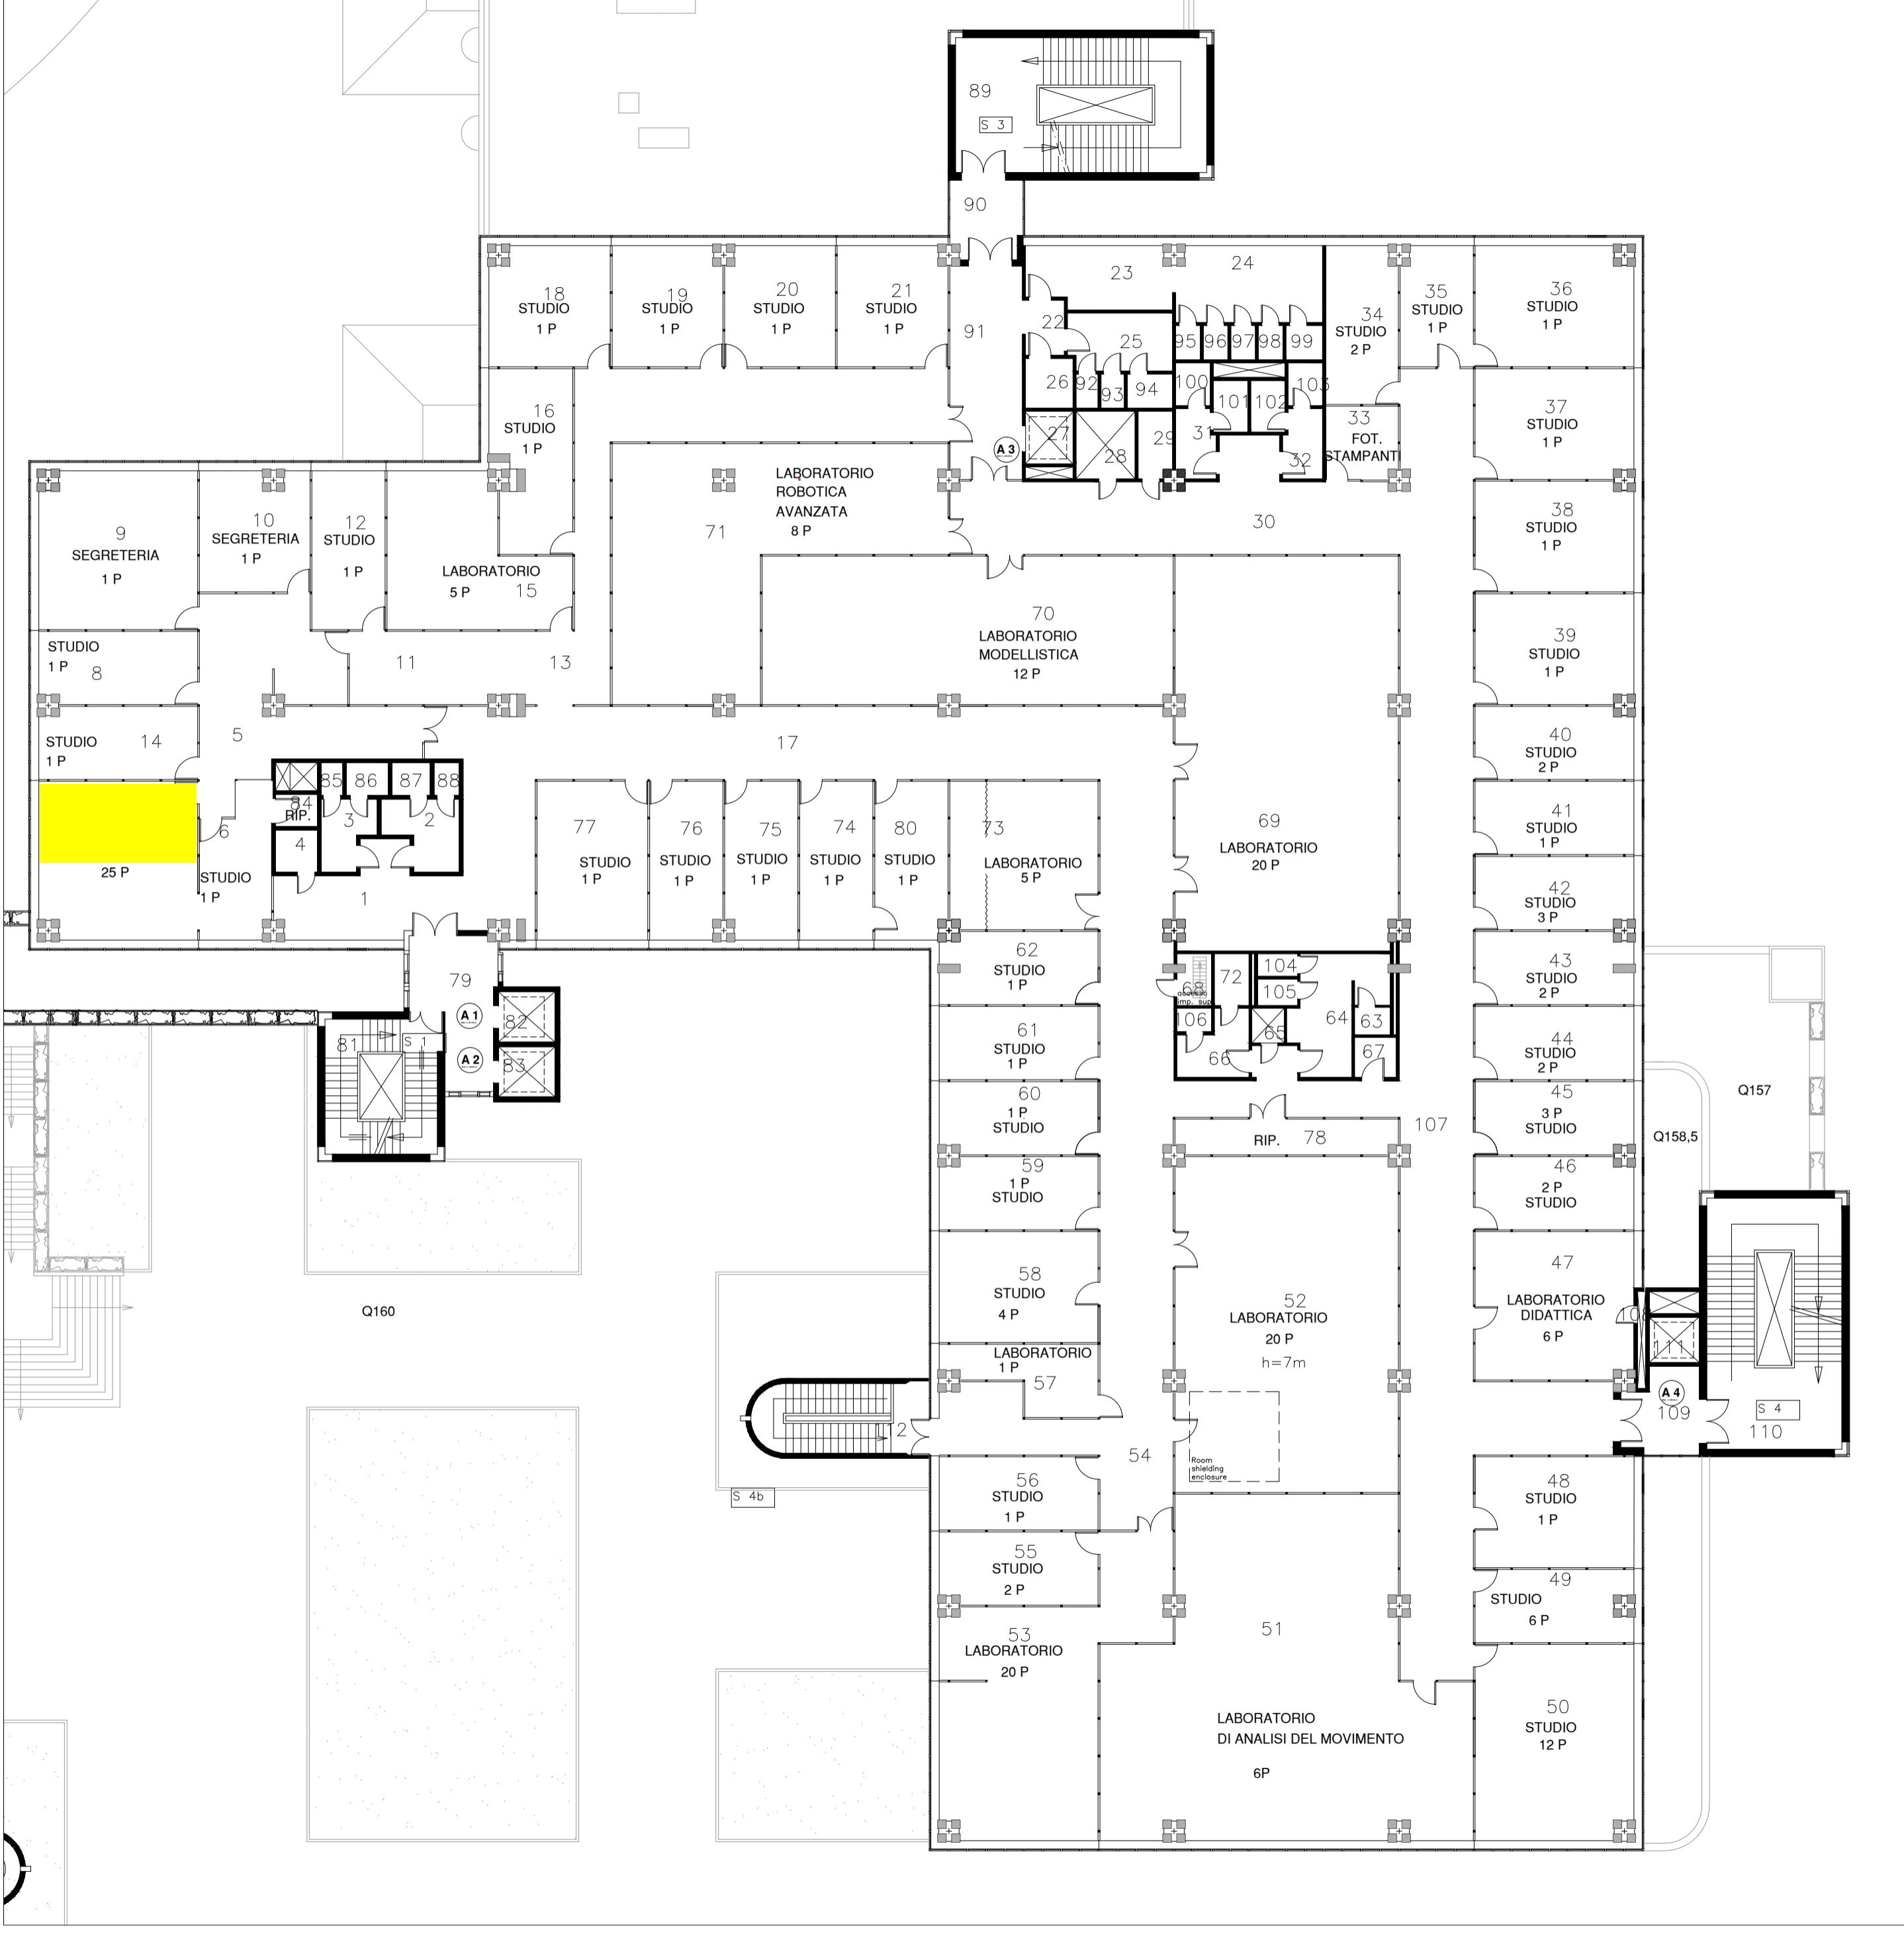 89
S 3
90
18
STUDIO
1 P
19
STUDIO
1 P
20
STUDIO
1 P
21
STUDIO
1 P
91
22
23
24
25
26
27
28
29
92
93
94
95
96
97
98
99
100
101
102
103
31
32
A 3
34
STUDIO
2 P
33
FOT.
STAMPANTI
35
STUDIO
1 P
36
STUDIO
1 P
37
STUDIO
1 P
38
STUDIO
1 P
39
STUDIO
1 P
40
STUDIO
2 P
41
STUDIO
1 P
42
STUDIO
3 P
43
STUDIO
2 P
44
STUDIO
2 P
45
3 P
STUDIO
46
2 P
STUDIO
47
LABORATORIO
DIDATTICA
6 P
16
STUDIO
1 P
9
SEGRETERIA
1 P
10
SEGRETERIA
1 P
12
STUDIO
1 P
LABORATORIO
5 P
15
LABORATORIO
ROBOTICA
AVANZATA
8 P
71
30
70
LABORATORIO
MODELLISTICA
12 P
STUDIO
1 P
8
11
13
STUDIO
14
1 P
5
17
25 P
6
STUDIO
1 P
84
RIP.
85
86
87
88
3
2
4
1
77
STUDIO
1 P
76
STUDIO
1 P
75
STUDIO
1 P
74
STUDIO
1 P
80
STUDIO
1 P
73
LABORATORIO
5 P
69
LABORATORIO
20 P
79
A 1
A 2
82
83
81
S 1
62
STUDIO
1 P
61
STUDIO
1 P
60
1 P
STUDIO
59
1 P
STUDIO
58
STUDIO
4 P
LABORATORIO
1 P
57
68
72
104
105
106
65
66
64
63
67
107
RIP.
78
52
LABORATORIO
20 P
h=7m
Room
shielding
enclosure
Q157
Q158,5
Q160
111
A 4
109
S 4
110
S 4b
54
56
STUDIO
1 P
55
STUDIO
2 P
53
LABORATORIO
20 P
48
STUDIO
1 P
49
STUDIO
6 P
50
STUDIO
12 P
51
LABORATORIO
DI ANALISI DEL MOVIMENTO
6P